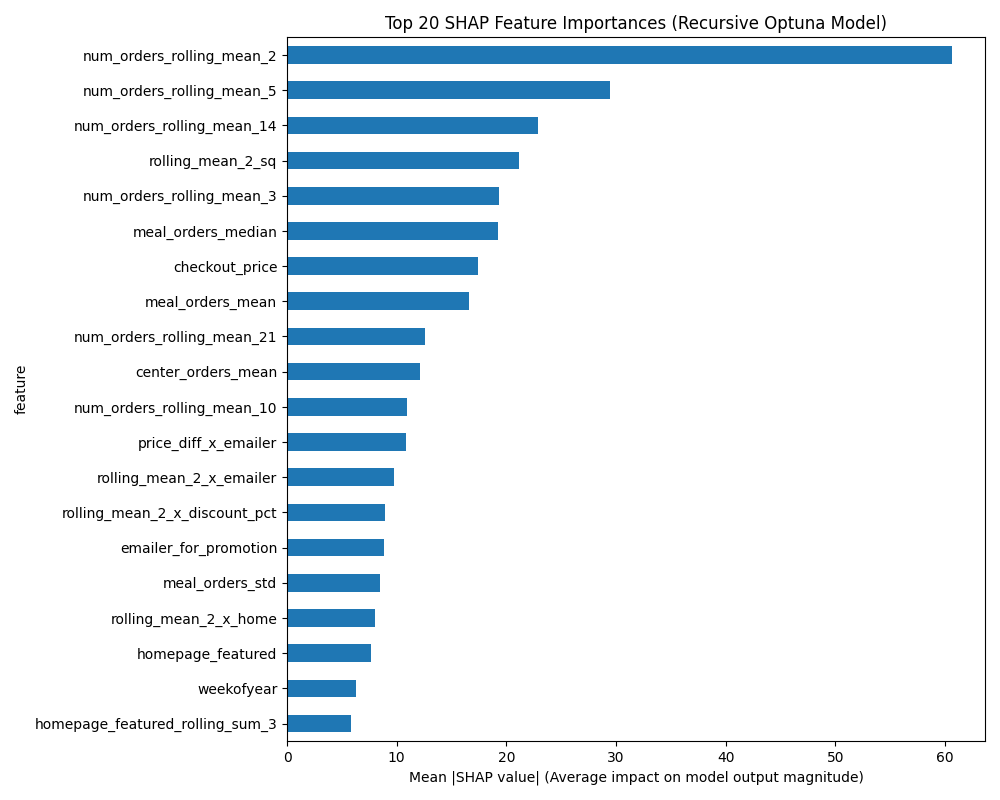 Top 20 SHAP Feature Importances (Recursive Optuna Model)
num_orders_rolling_mean_2
num_orders_rolling_mean_5
num_orders_rolling_mean_14
rolling_mean_2_sq
num_orders_rolling_mean_3
meal_orders_median
checkout_price
meal_orders_mean
num_orders_rolling_mean_21
center_orders_mean
num_orders_rolling_mean_10
price_diff_x_emailer
rolling_mean_2_x_emailer
rolling_mean_2_x_discount_pct
emailer_for_promotion
meal_orders_std
rolling_mean_2_x_home
homepage_featured
weekofyear
homepage_featured_rolling_sum_3
feature
0 10 20 30 40 50 60
Mean |SHAP value| (Average impact on model output magnitude)